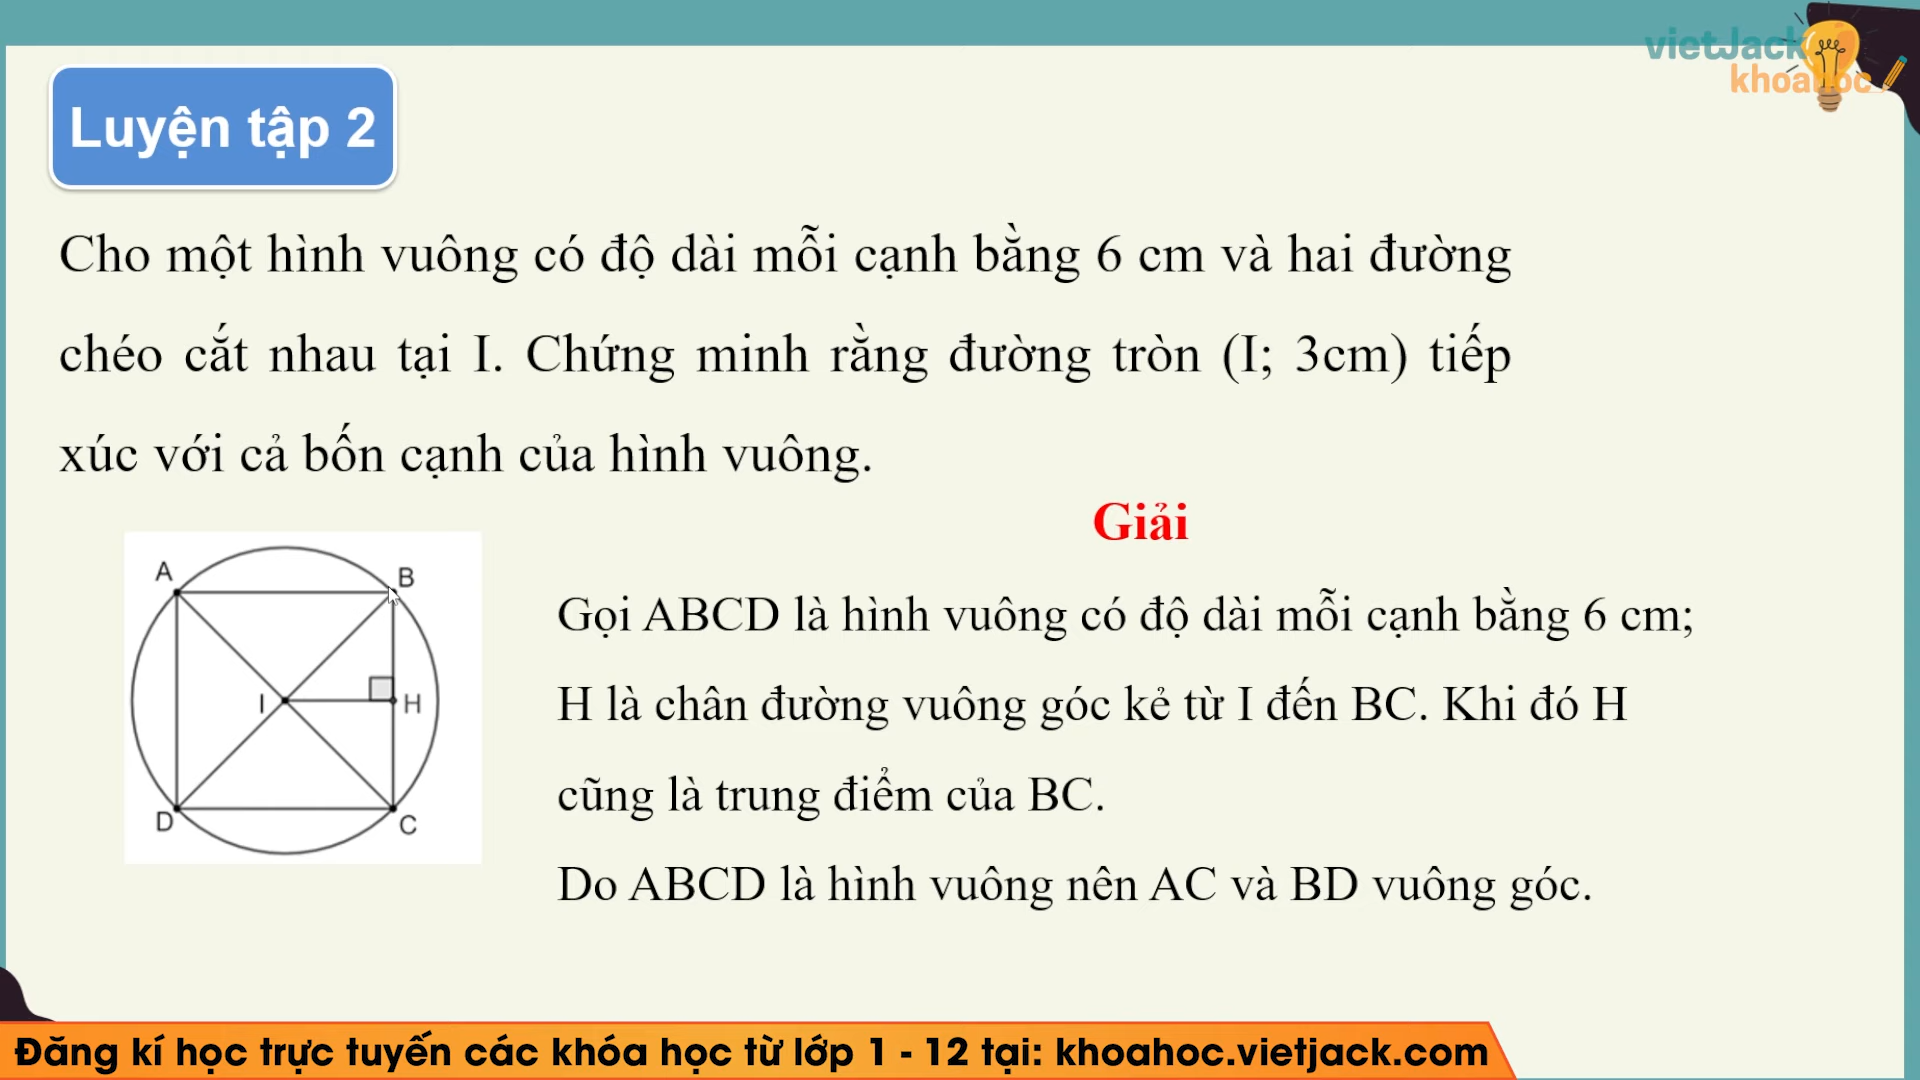 vietJack
khoahoc
Luyện tập 2
Cho một hình vuông có độ dài mỗi cạnh bằng 6 cm và hai đường
chéo cắt nhau tại I. Chứng minh rằng đường tròn (I; 3cm) tiếp
xúc với cả bốn cạnh của hình vuông.
Giải
A
B
I
H
D
C
Gọi ABCD là hình vuông có độ dài mỗi cạnh bằng 6 cm;
H là chân đường vuông góc kẻ từ I đến BC. Khi đó H
cũng là trung điểm của BC.
Do ABCD là hình vuông nên AC và BD vuông góc.
Đăng kí học trực tuyến các khóa học từ lớp 1 - 12 tại: khoahoc.vietjack.com